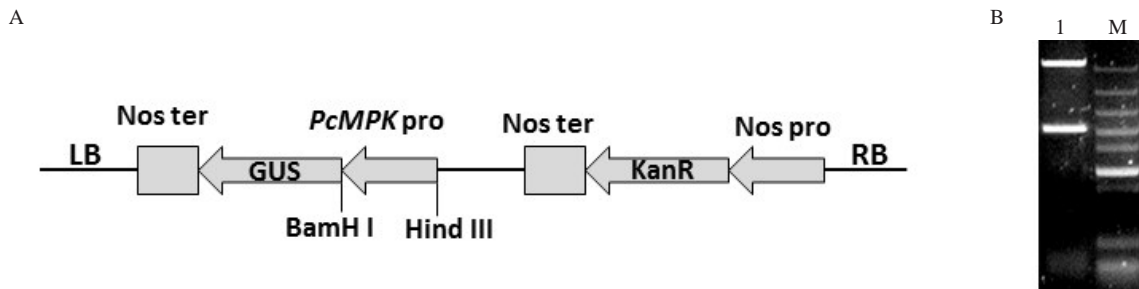 A
B
1 M
Nos ter
PcMPK pro
Nos ter
Nos pro
LB
GUS
KanR
RB
BamH I
Hind III